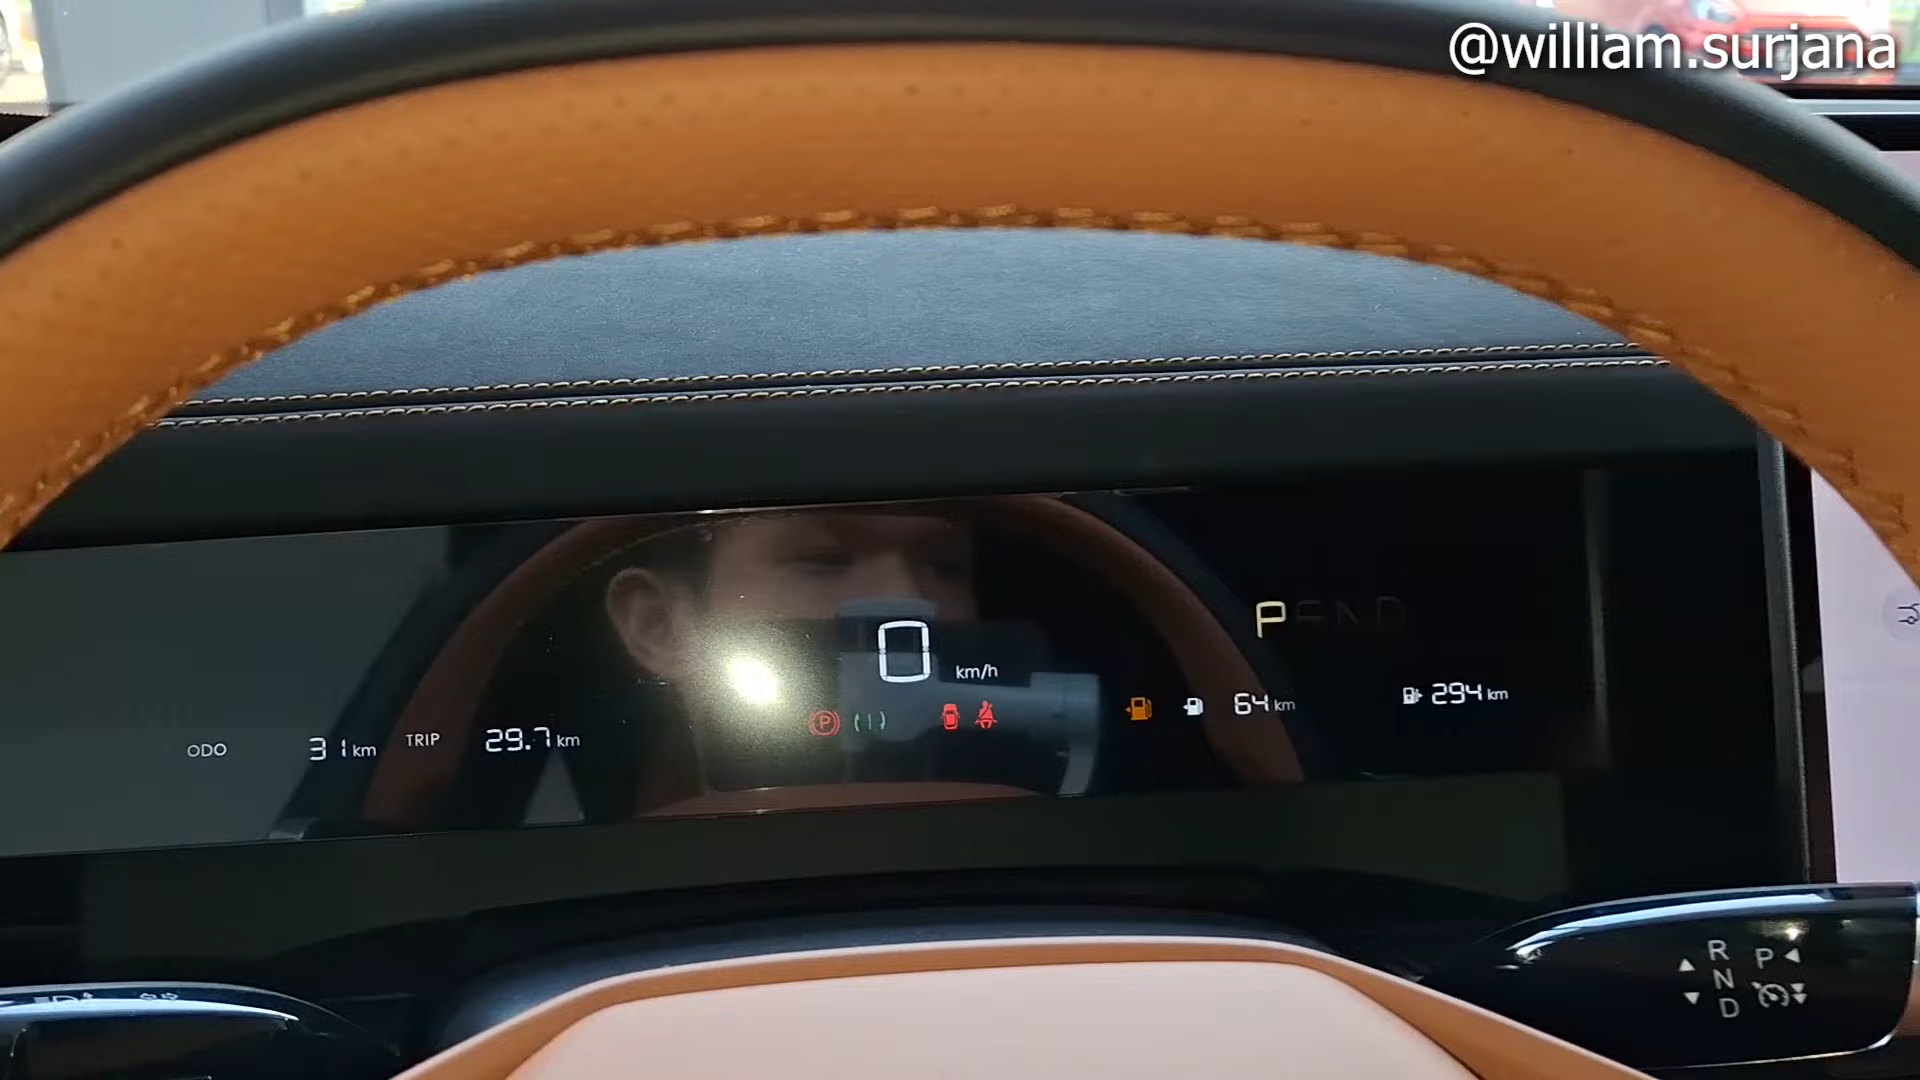 @william.surjana
0 km/h
P R N D
ODO 31 km TRIP 29.7 km
64 km
294 km
R
N
D
P